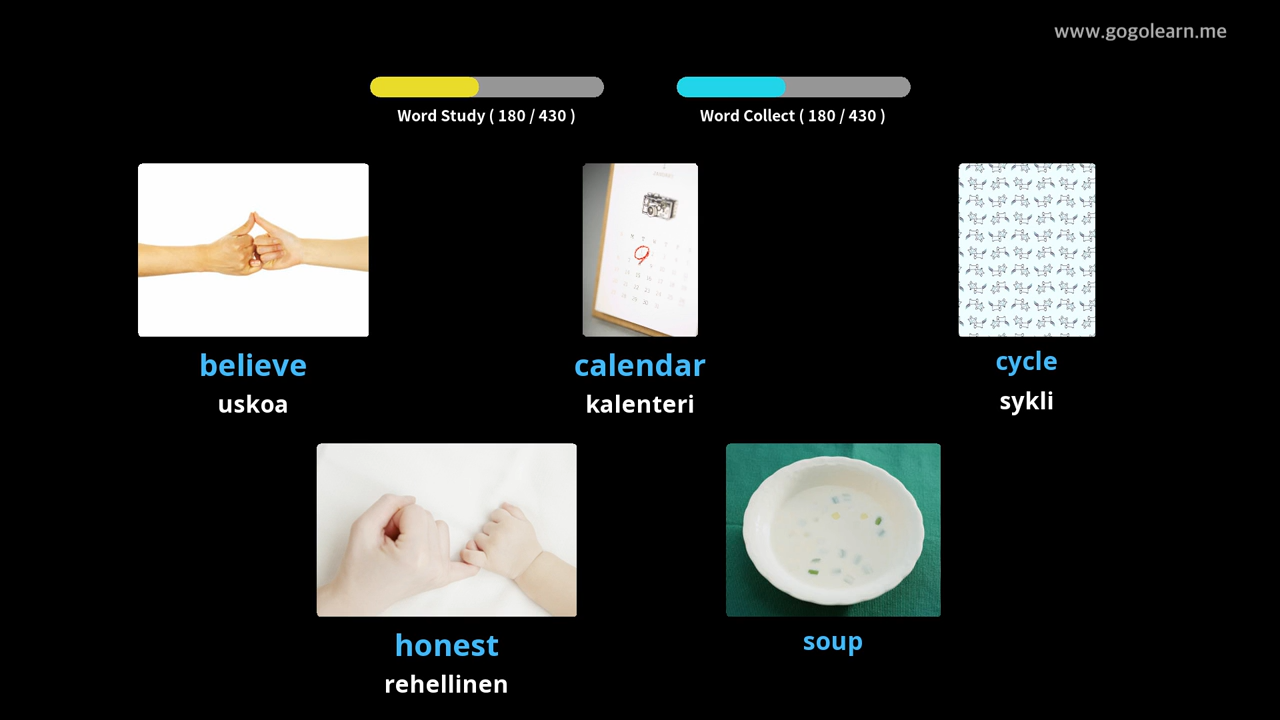 www.gogolearn.me
Word Study ( 180 / 430 )
Word Collect ( 180 / 430 )
believe
uskoa
calendar
kalenteri
cycle
sykli
honest
rehellinen
soup